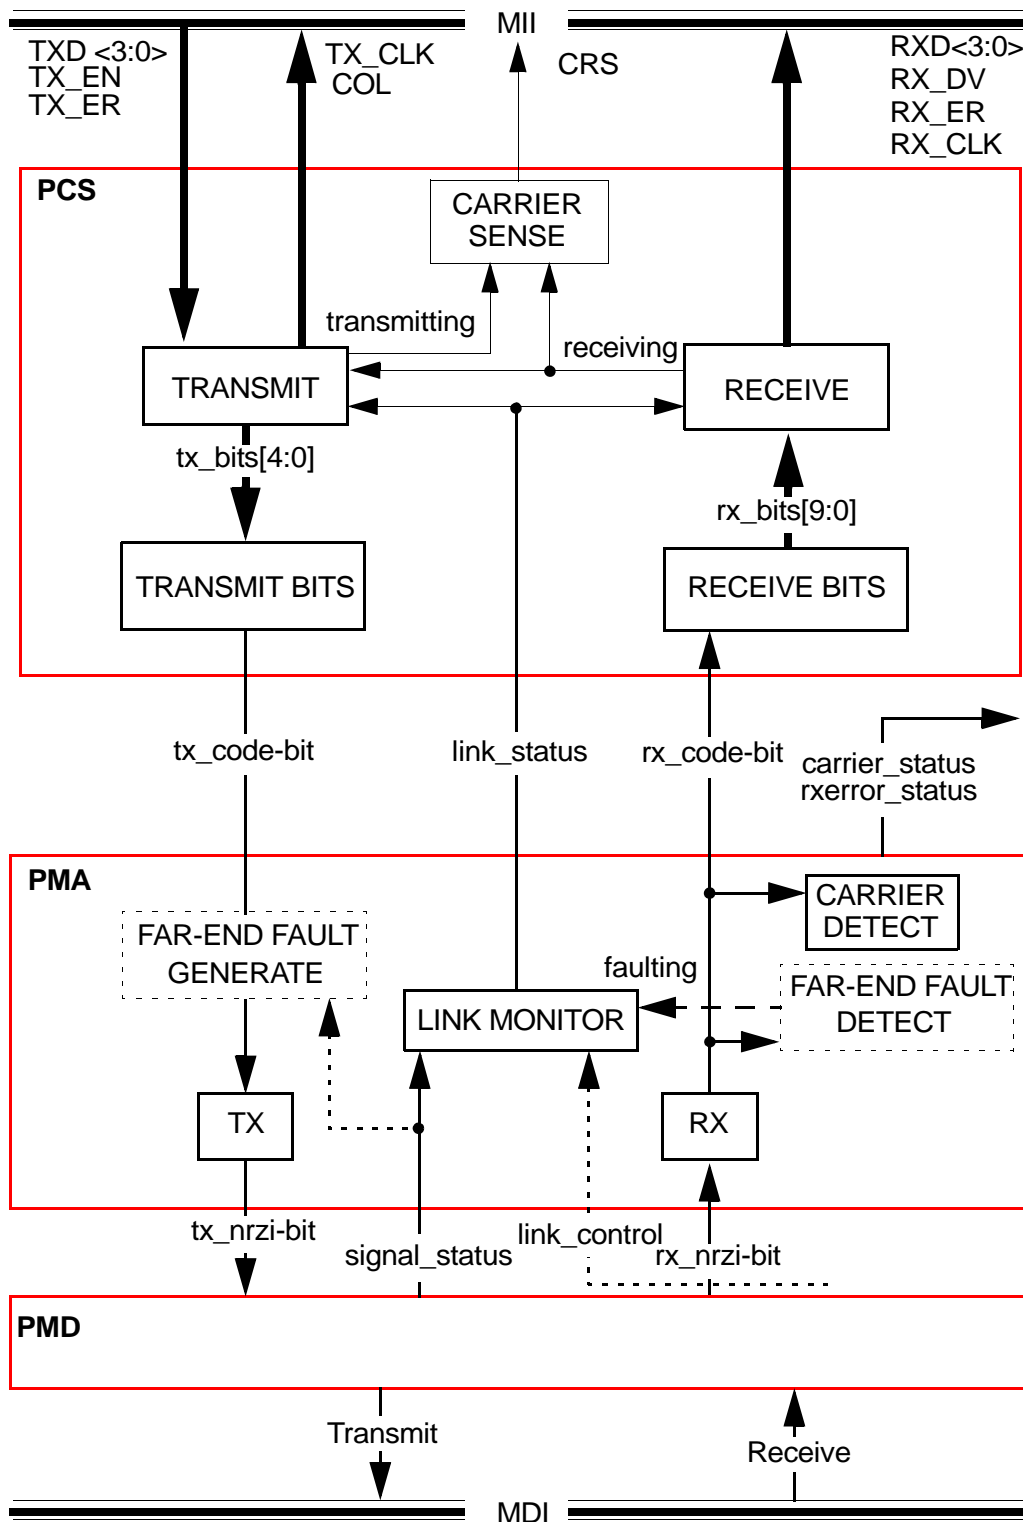 MII
TXD <3:0>
TX_EN
TX_ER
TX_CLK
COL
CRS
RXD<3:0>
RX_DV
RX_ER
RX_CLK
PCS
CARRIER
SENSE
transmitting
receiving
TRANSMIT
RECEIVE
tx_bits[4:0]
rx_bits[9:0]
TRANSMIT BITS
RECEIVE BITS
tx_code-bit
link_status
rx_code-bit
carrier_status
rxerror_status
PMA
CARRIER
DETECT
FAR-END FAULT
GENERATE
faulting
FAR-END FAULT
DETECT
LINK MONITOR
TX
RX
tx_nrzi-bit
signal_status
link_control
rx_nrzi-bit
PMD
Transmit
Receive
MDI